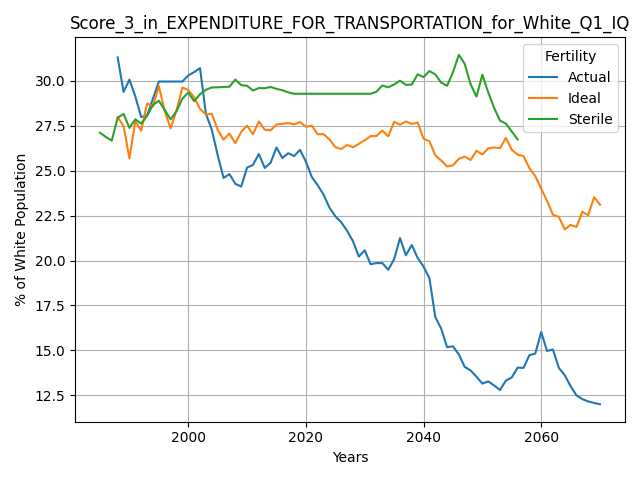 Score_3_in_EXPENDITURE_FOR_TRANSPORTATION_for_White_Q1_IQ
Fertility
Actual
Ideal
Sterile
% of White Population
30.0
27.5
25.0
22.5
20.0
17.5
15.0
12.5
2000
2020
2040
2060
Years